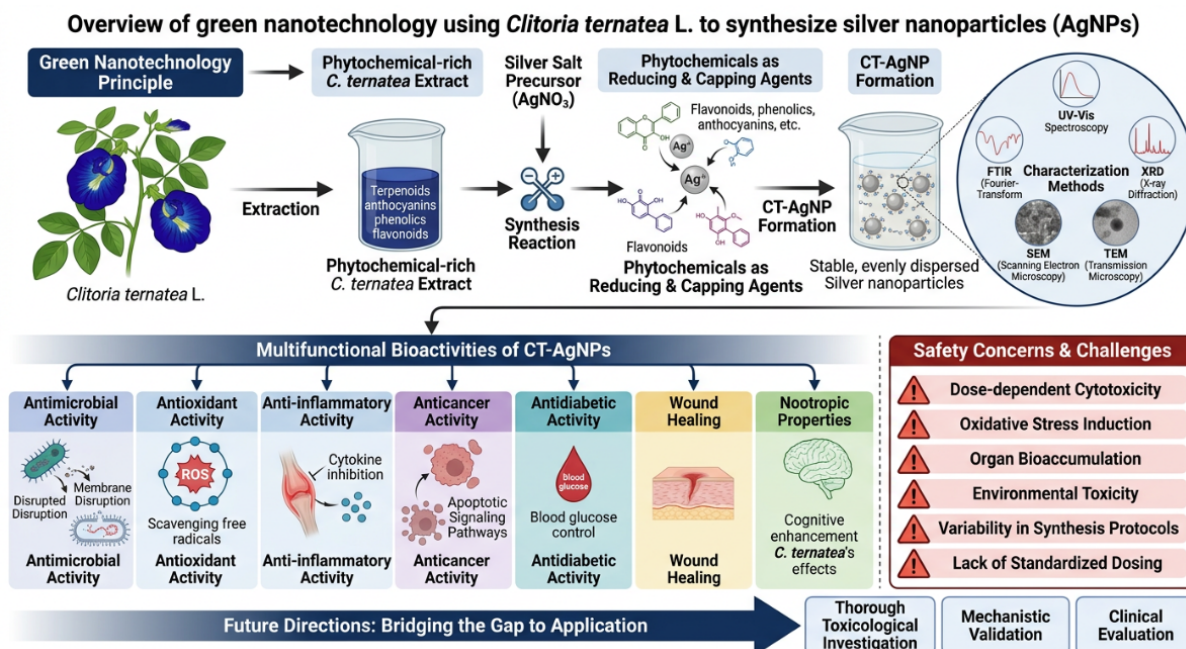 Overview of green nanotechnology using Clitoria ternatea L. to synthesize silver nanoparticles (AgNPs)
Green Nanotechnology
Principle
Phytochemical-rich
C. ternatea Extract
Silver Salt
Precursor
(AgNO₃)
Phytochemicals as
Reducing & Capping Agents
CT-AgNP
Formation
Clitoria ternatea L.
Extraction
Terpenoids
anthocyanins
phenolics
flavonoids
Phytochemical-rich
C. ternatea Extract
Synthesis
Reaction
Flavonoids, phenolics,
anthocyanins, etc.
Ag⁺
Ag⁺
Flavonoids
Phytochemicals as
Reducing & Capping Agents
CT-AgNP
Formation
Stable, evenly dispersed
Silver nanoparticles
UV-Vis
Spectroscopy
FTIR
(Fourier-
Transform
Characterization
Methods
XRD
(X-ray
Diffraction)
SEM
(Scanning Electron
Microscopy)
TEM
(Transmission
Microscopy)
Multifunctional Bioactivities of CT-AgNPs
Antimicrobial
Activity
Disrupted
Disruption
Membrane
Disruption
Antimicrobial
Activity
Antioxidant
Activity
ROS
Scavenging free
radicals
Antioxidant
Activity
Anti-inflammatory
Activity
Cytokine
inhibition
Anti-inflammatory
Activity
Anticancer
Activity
Apoptotic
Signaling
Pathways
Anticancer
Activity
Antidiabetic
Activity
Blood
glucose
Blood glucose
control
Antidiabetic
Activity
Wound
Healing
Wound
Healing
Nootropic
Properties
Cognitive
enhancement
C. ternatea's
effects
Safety Concerns & Challenges
Dose-dependent Cytotoxicity
Oxidative Stress Induction
Organ Bioaccumulation
Environmental Toxicity
Variability in Synthesis Protocols
Lack of Standardized Dosing
Future Directions: Bridging the Gap to Application
Thorough
Toxicological
Investigation
Mechanistic
Validation
Clinical
Evaluation